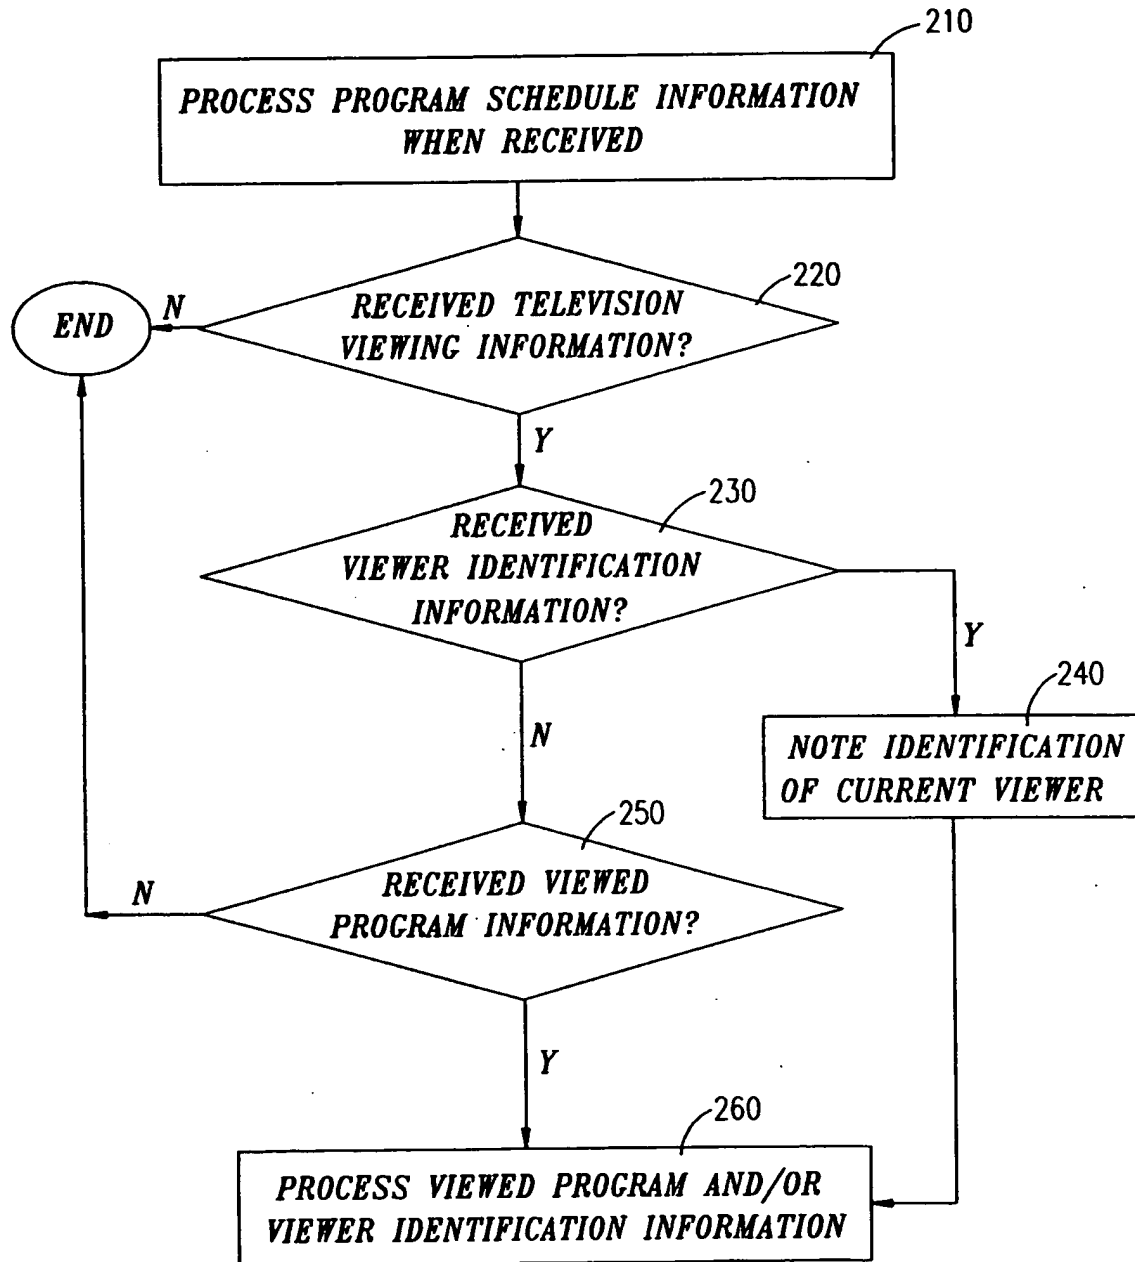 210
PROCESS PROGRAM SCHEDULE INFORMATION
WHEN RECEIVED
220
RECEIVED TELEVISION
VIEWING INFORMATION?
N
END
Y
230
RECEIVED
VIEWER IDENTIFICATION
INFORMATION?
Y
240
NOTE IDENTIFICATION
OF CURRENT VIEWER
N
250
RECEIVED VIEWED
PROGRAM INFORMATION?
N
Y
260
PROCESS VIEWED PROGRAM AND/OR
VIEWER IDENTIFICATION INFORMATION